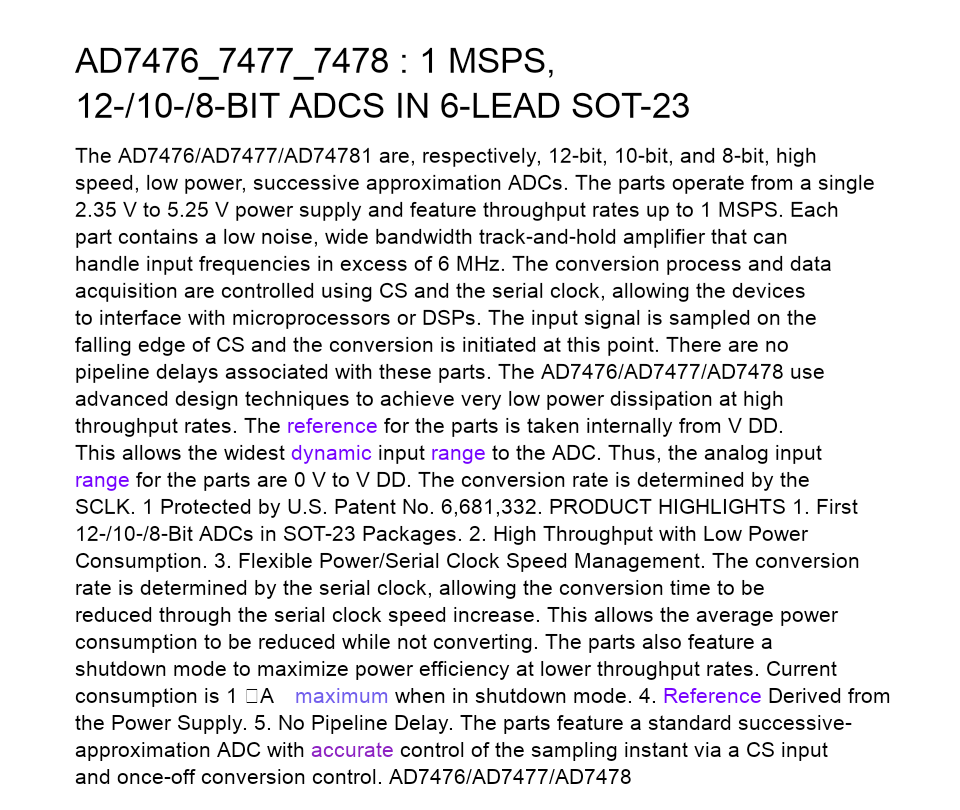 AD7476_7477_7478 : 1 MSPS,
12-/10-/8-BIT ADCS IN 6-LEAD SOT-23
The AD7476/AD7477/AD74781 are, respectively, 12-bit, 10-bit, and 8-bit, high
speed, low power, successive approximation ADCs. The parts operate from a single
2.35 V to 5.25 V power supply and feature throughput rates up to 1 MSPS. Each
part contains a low noise, wide bandwidth track-and-hold amplifier that can
handle input frequencies in excess of 6 MHz. The conversion process and data
acquisition are controlled using CS and the serial clock, allowing the devices
to interface with microprocessors or DSPs. The input signal is sampled on the
falling edge of CS and the conversion is initiated at this point. There are no
pipeline delays associated with these parts. The AD7476/AD7477/AD7478 use
advanced design techniques to achieve very low power dissipation at high
throughput rates. The reference for the parts is taken internally from V DD.
This allows the widest dynamic input range to the ADC. Thus, the analog input
range for the parts are 0 V to V DD. The conversion rate is determined by the
SCLK. 1 Protected by U.S. Patent No. 6,681,332. PRODUCT HIGHLIGHTS 1. First
12-/10-/8-Bit ADCs in SOT-23 Packages. 2. High Throughput with Low Power
Consumption. 3. Flexible Power/Serial Clock Speed Management. The conversion
rate is determined by the serial clock, allowing the conversion time to be
reduced through the serial clock speed increase. This allows the average power
consumption to be reduced while not converting. The parts also feature a
shutdown mode to maximize power efficiency at lower throughput rates. Current
consumption is 1 □A maximum when in shutdown mode. 4. Reference Derived from
the Power Supply. 5. No Pipeline Delay. The parts feature a standard successive-
approximation ADC with accurate control of the sampling instant via a CS input
and once-off conversion control. AD7476/AD7477/AD7478